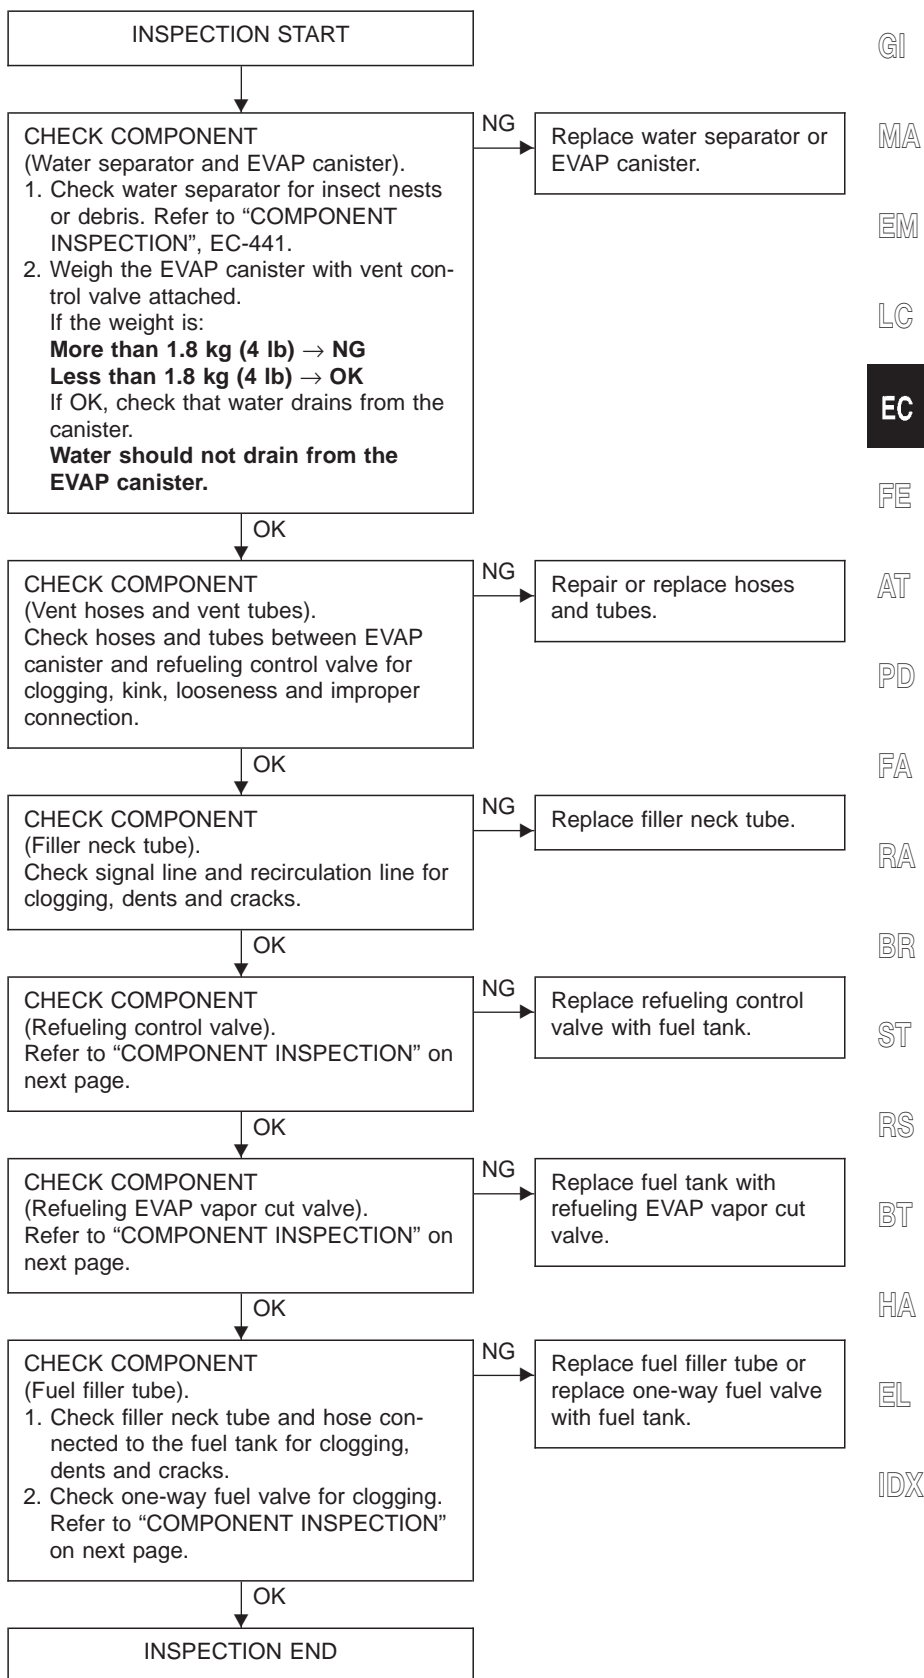 INSPECTION START
CHECK COMPONENT
(Water separator and EVAP canister).
1. Check water separator for insect nests
or debris. Refer to “COMPONENT
INSPECTION”, EC-441.
2. Weigh the EVAP canister with vent con-
trol valve attached.
If the weight is:
More than 1.8 kg (4 lb) → NG
Less than 1.8 kg (4 lb) → OK
If OK, check that water drains from the
canister.
Water should not drain from the
EVAP canister.
NG
Replace water separator or
EVAP canister.
OK
CHECK COMPONENT
(Vent hoses and vent tubes).
Check hoses and tubes between EVAP
canister and refueling control valve for
clogging, kink, looseness and improper
connection.
NG
Repair or replace hoses
and tubes.
OK
CHECK COMPONENT
(Filler neck tube).
Check signal line and recirculation line for
clogging, dents and cracks.
NG
Replace filler neck tube.
OK
CHECK COMPONENT
(Refueling control valve).
Refer to “COMPONENT INSPECTION” on
next page.
NG
Replace refueling control
valve with fuel tank.
OK
CHECK COMPONENT
(Refueling EVAP vapor cut valve).
Refer to “COMPONENT INSPECTION” on
next page.
NG
Replace fuel tank with
refueling EVAP vapor cut
valve.
OK
CHECK COMPONENT
(Fuel filler tube).
1. Check filler neck tube and hose con-
nected to the fuel tank for clogging,
dents and cracks.
2. Check one-way fuel valve for clogging.
Refer to “COMPONENT INSPECTION”
on next page.
NG
Replace fuel filler tube or
replace one-way fuel valve
with fuel tank.
OK
INSPECTION END
GI
MA
EM
LC
EC
FE
AT
PD
FA
RA
BR
ST
RS
BT
HA
EL
IDX